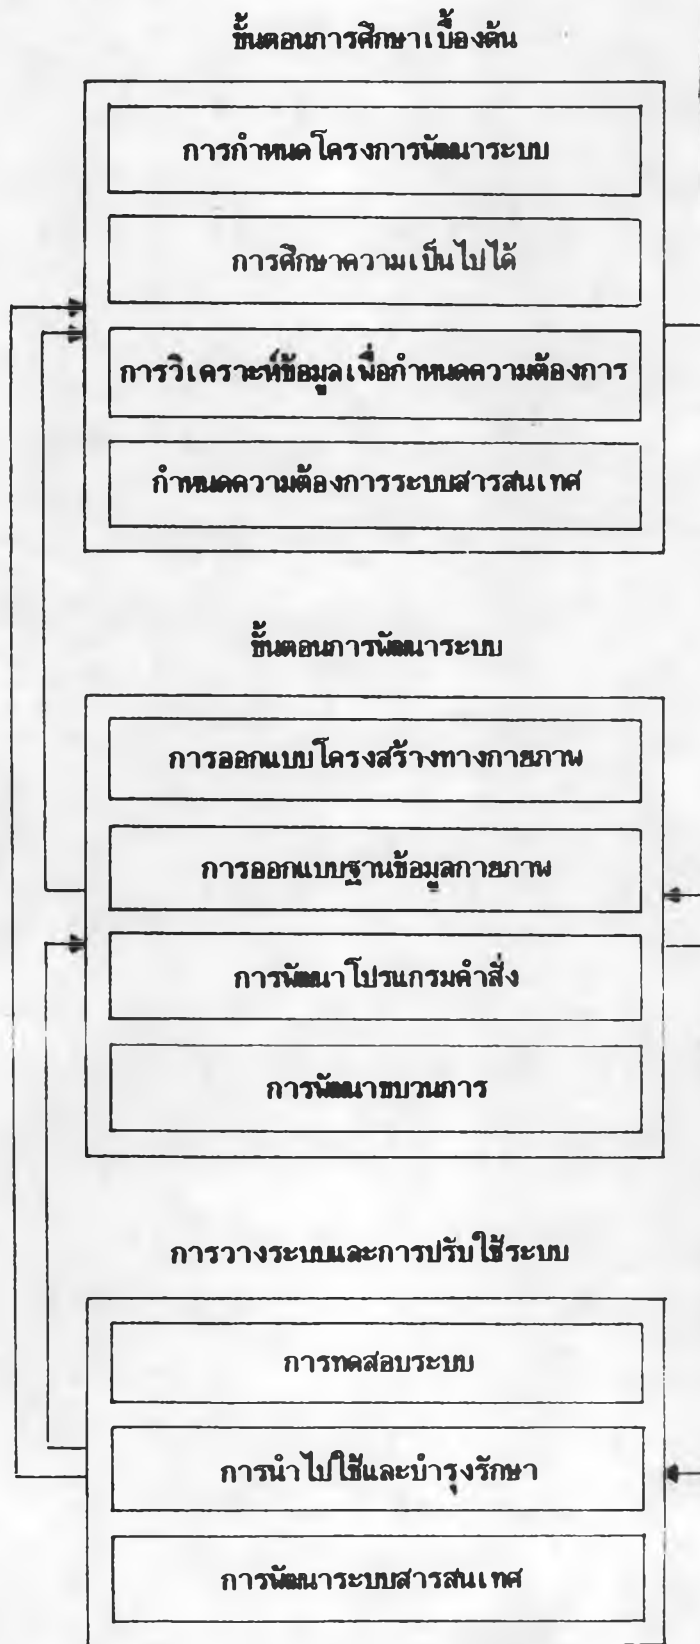 ขั้นตอนการศึกษาเบื้องต้น
การกำหนดโครงการพัฒนาระบบ
การศึกษาความเป็นไปได้
การวิเคราะห์ข้อมูลเพื่อกำหนดความต้องการ
กำหนดความต้องการระบบสารสนเทศ
ขั้นตอนการพัฒนาระบบ
การออกแบบโครงสร้างทางกายภาพ
การออกแบบฐานข้อมูลกายภาพ
การพัฒนาโปรแกรมคำสั่ง
การพัฒนาขบวนการ
การวางระบบและการปรับใช้ระบบ
การทดสอบระบบ
การนำไปใช้และบำรุงรักษา
การพัฒนาระบบสารสนเทศ